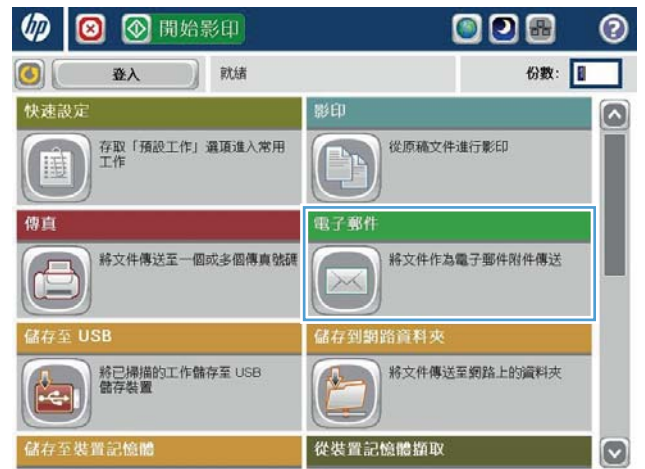 hp 開始影印 ?
登入 就緒 份數: 1
快速設定
存取「預設工作」選項進入常用
工作
影印
從原稿文件進行影印
傳真
將文件傳送至一個或多個傳真號碼
電子郵件
將文件作為電子郵件附件傳送
儲存至 USB
將已掃描的工作儲存至 USB
儲存裝置
儲存到網路資料夾
將文件傳送至網路上的資料夾
儲存至裝置記憶體
從裝置記憶體擷取